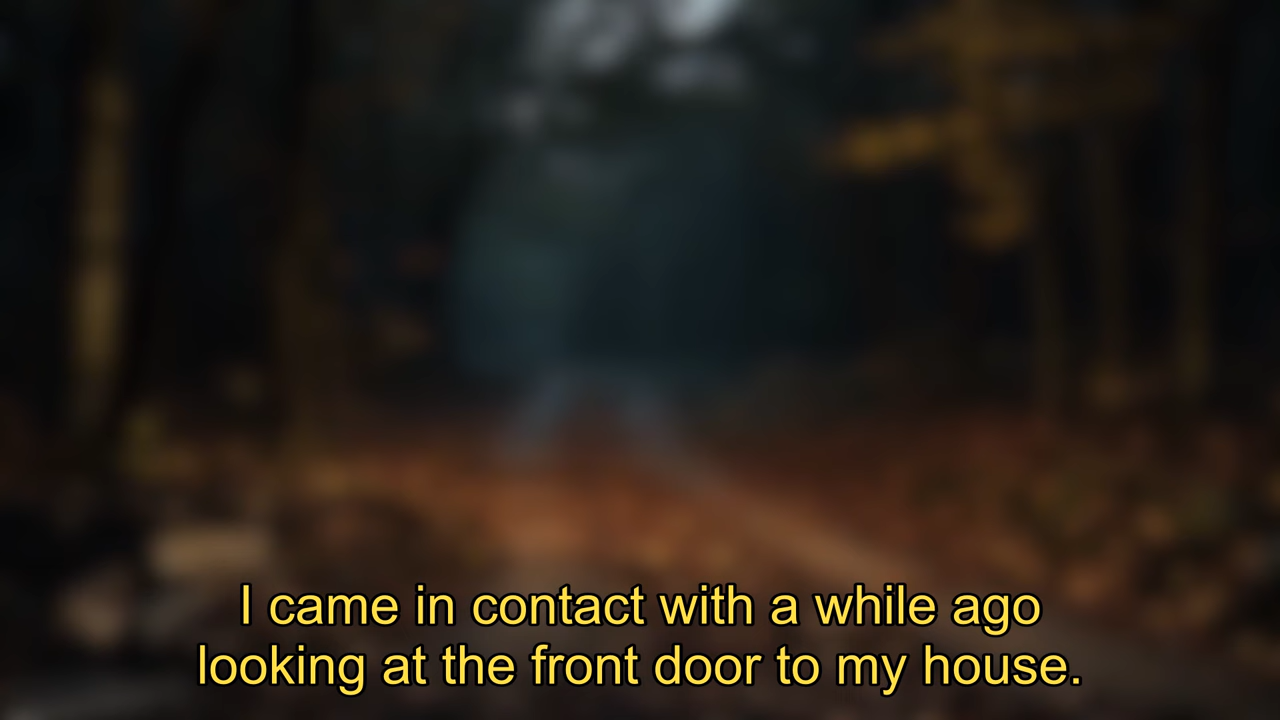 I came in contact with a while ago
looking at the front door to my house.